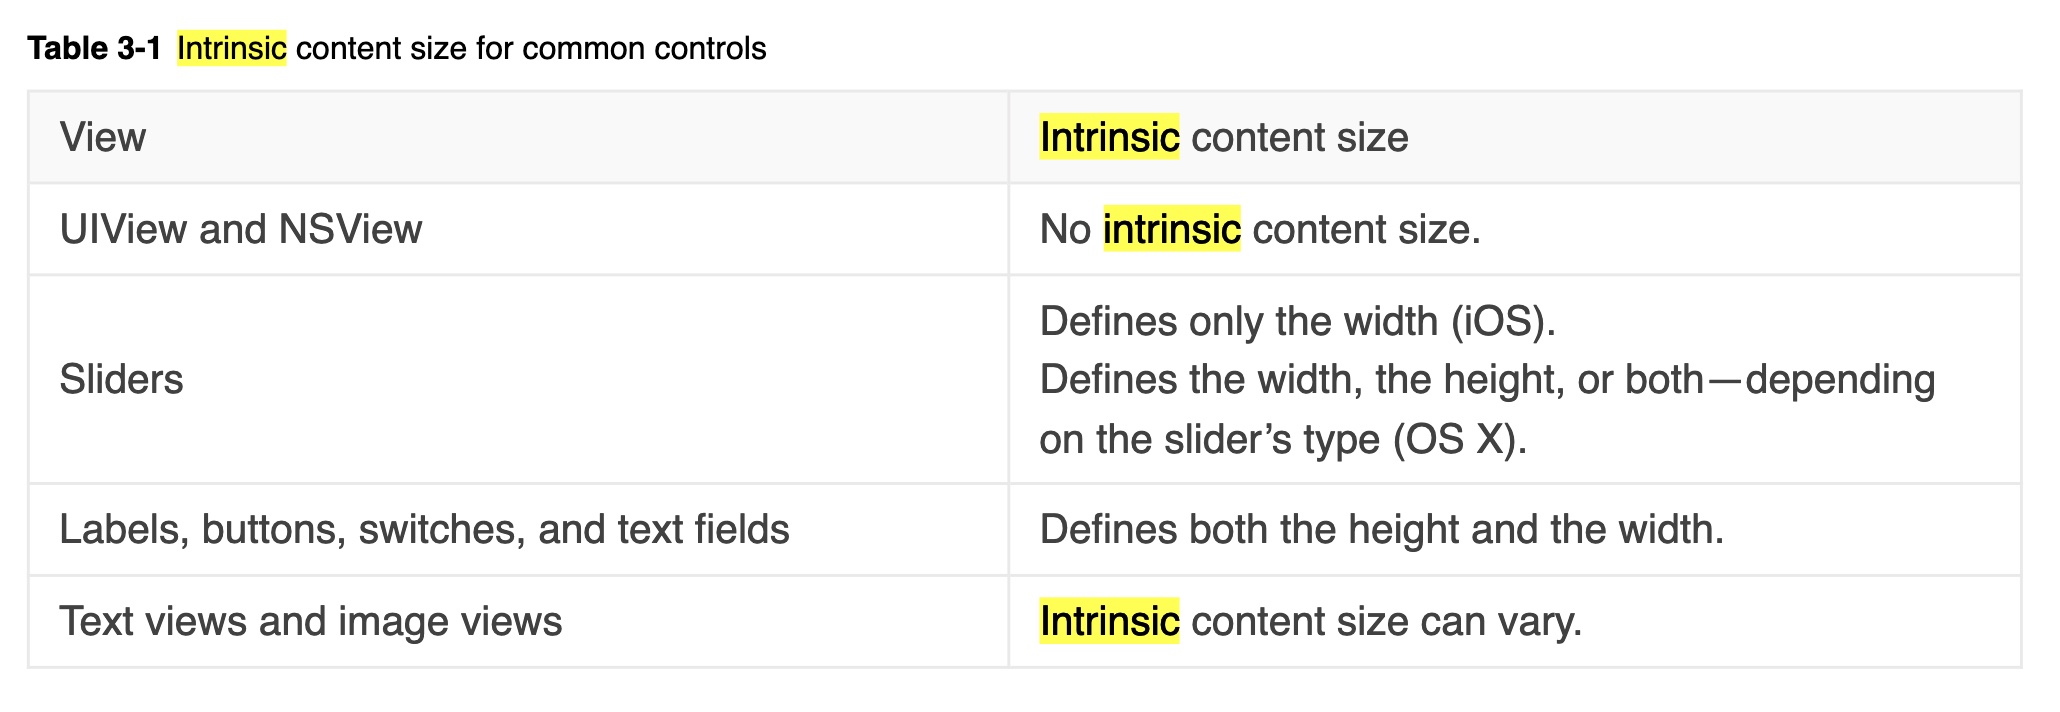 Table 3-1 Intrinsic content size for common controls
View
Intrinsic content size
UIView and NSView
No intrinsic content size.
Sliders
Defines only the width (iOS).
Defines the width, the height, or both—depending
on the slider’s type (OS X).
Labels, buttons, switches, and text fields
Defines both the height and the width.
Text views and image views
Intrinsic content size can vary.